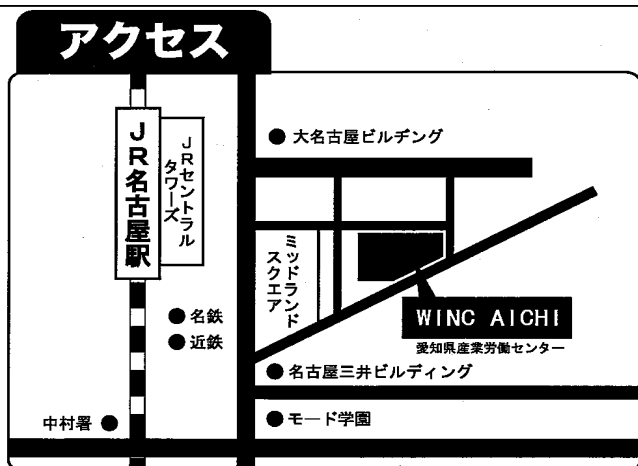 アクセス
JR名古屋駅
JRセントラル
タワーズ
大名古屋ビルヂング
ミッドランド
スクエア
名鉄
近鉄
WINC AICHI
愛知県産業労働センター
名古屋三井ビルディング
中村署
モード学園